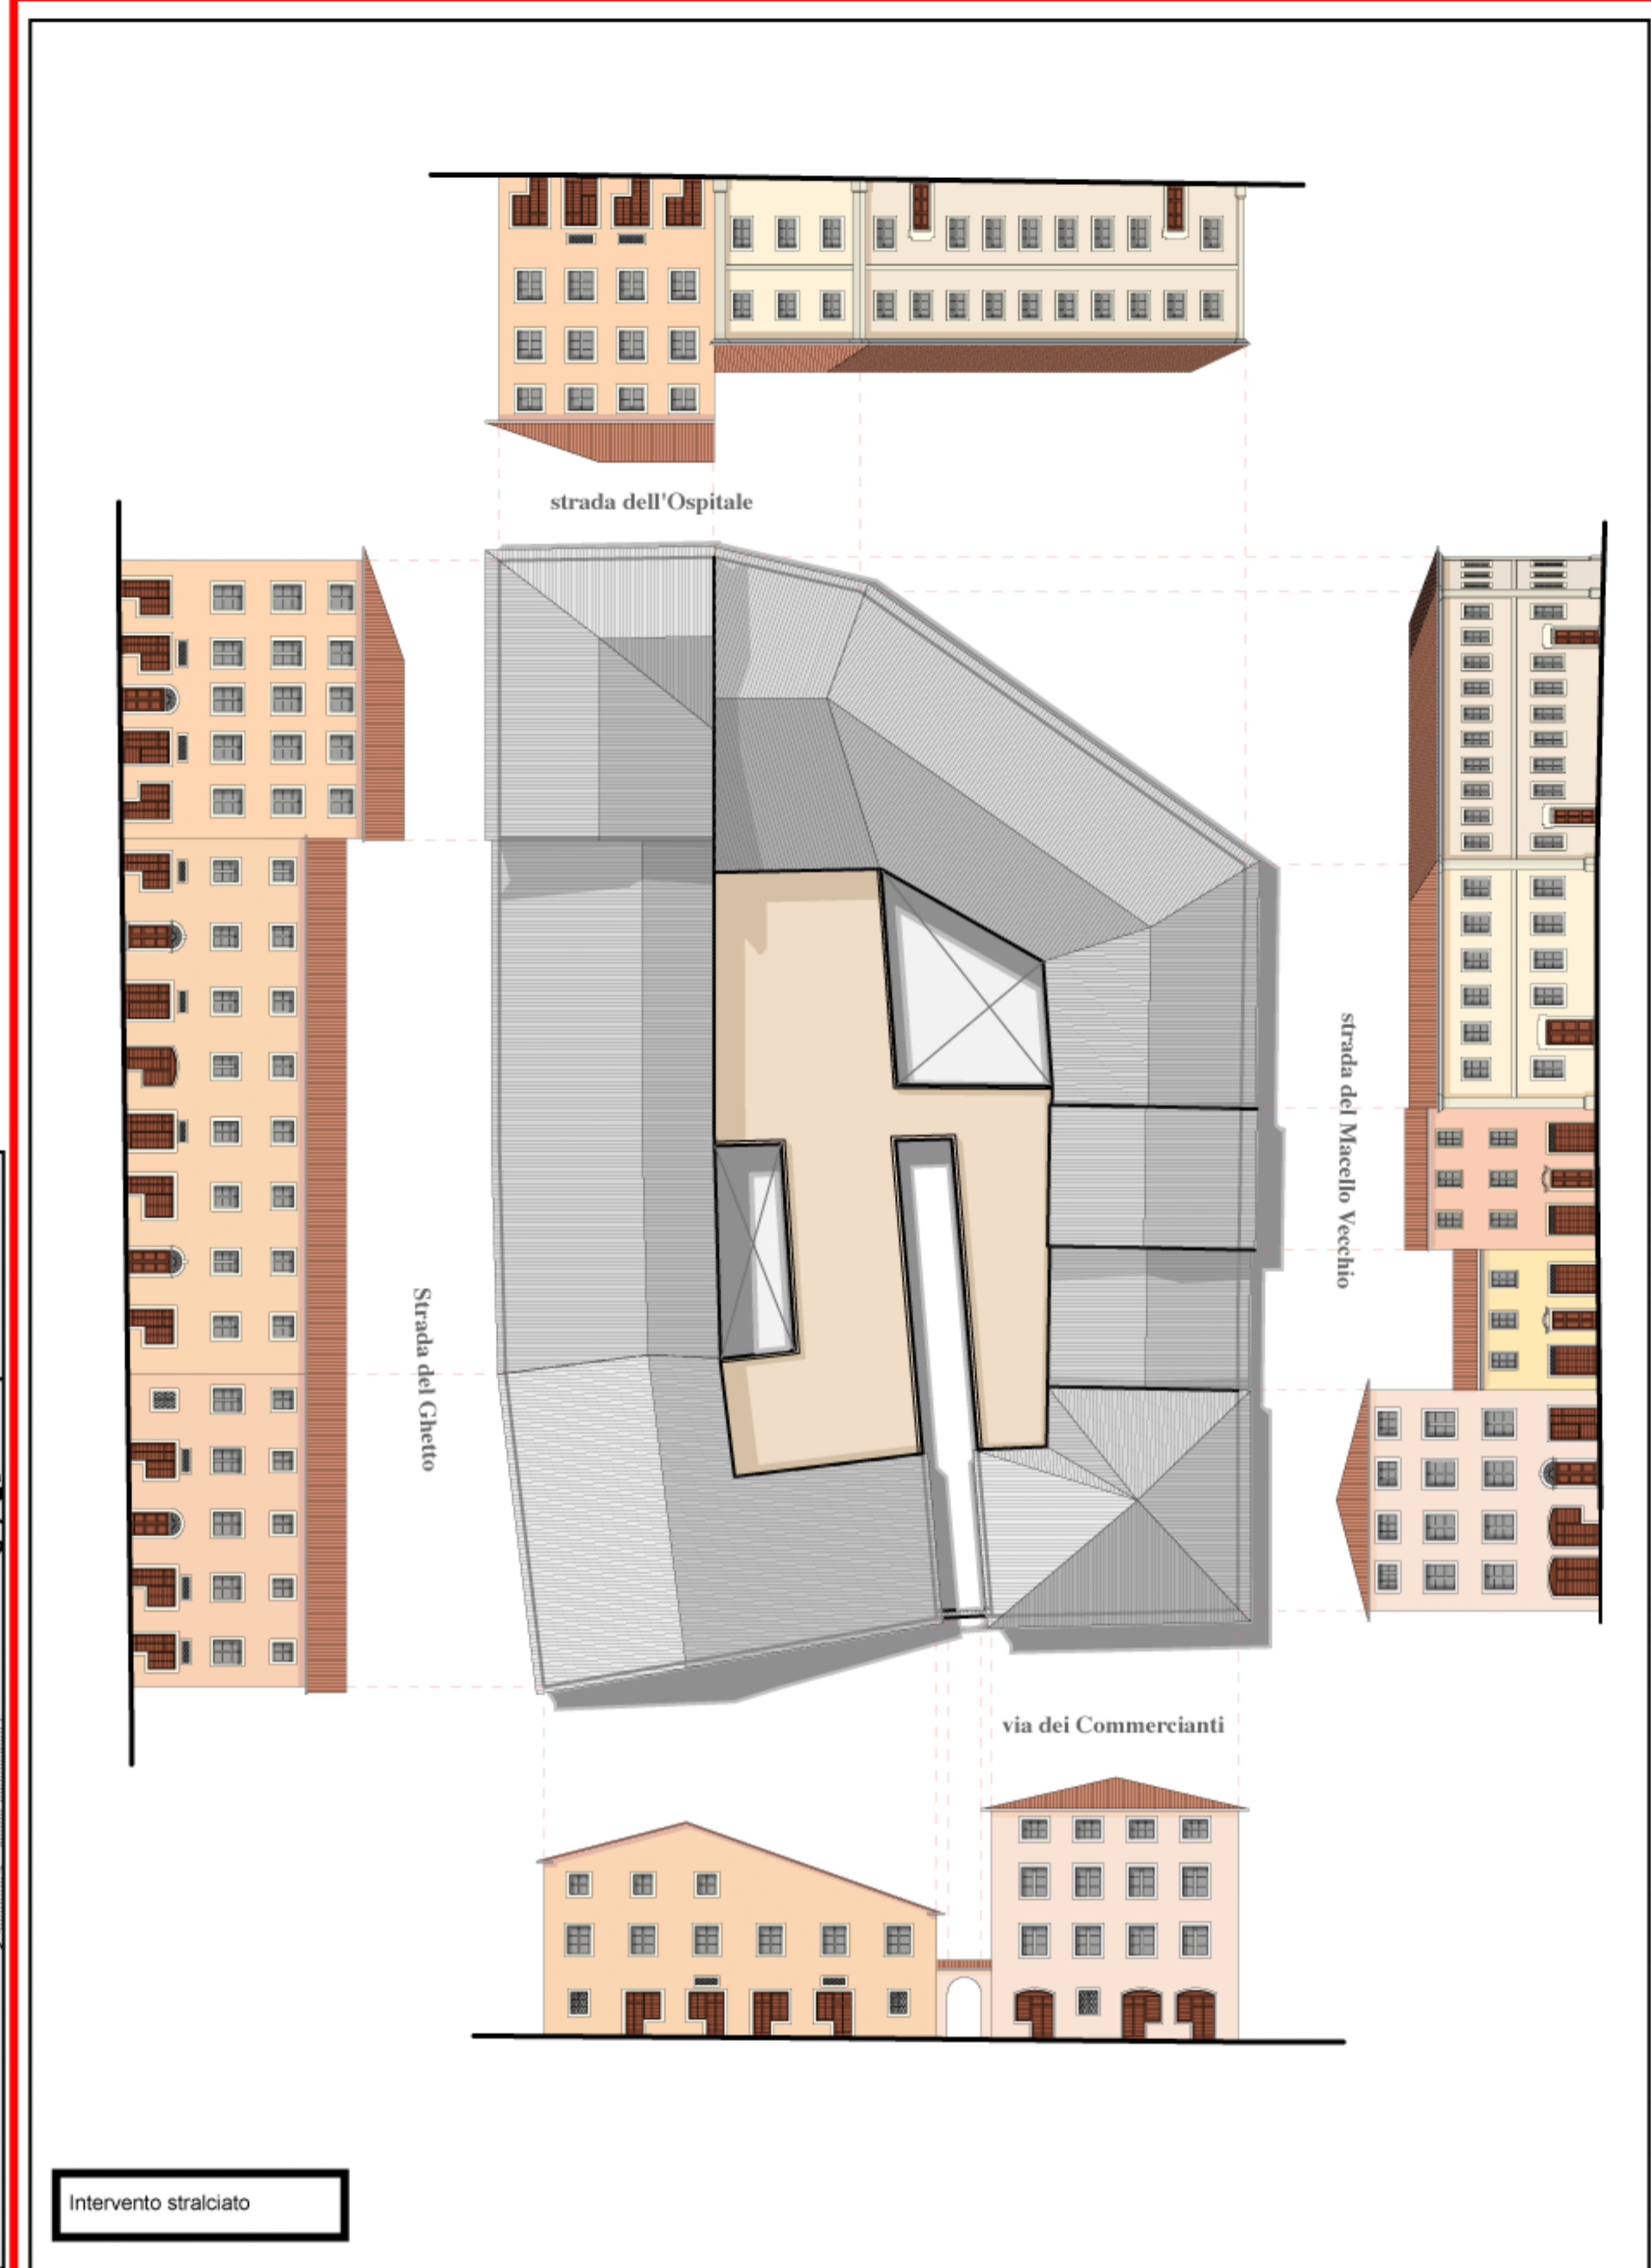 strada dell'Ospitale
strada del Macello Vecchio
Strada del Ghetto
via dei Commercianti
Intervento stralciato